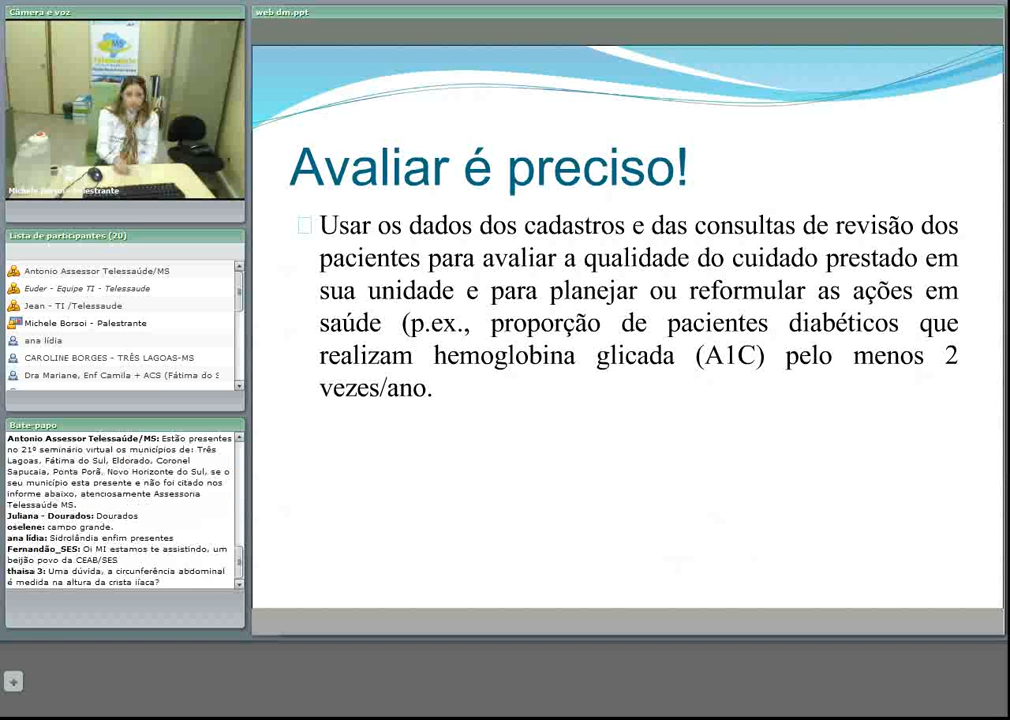 Câmera e voz
Michele Borsoi - Palestrante
Lista de participantes (20)
Antonio Assessor Telessaúde/MS
Euder - Equipe TI - Telessaude
Jean - TI /Telessaude
Michele Borsoi - Palestrante
ana lídia
CAROLINE BORGES - TRÊS LAGOAS-MS
Dra Mariane, Enf Camila + ACS (Fátima do S
Bate-papo
Antonio Assessor Telessaúde/MS: Estão presentes
no 21º seminário virtual os municípios de: Três
Lagoas, Fátima do Sul, Eldorado, Coronel
Sapucaia, Ponta Porã, Novo Horizonte do Sul, se o
seu município esta presente e não foi citado nos
informe abaixo, atenciosamente Assessoria
Telessaúde MS.
Juliana - Dourados: Dourados
oselene: campo grande.
ana lídia: Sidrolândia enfim presentes
Fernandão_SES: Oi MI estamos te assistindo, um
beijão povo da CEAB/SES
thaisa 3: Uma dúvida, a circunferência abdominal
é medida na altura da crista ilíaca?
web dm.ppt
Avaliar é preciso!
Usar os dados dos cadastros e das consultas de revisão dos
pacientes para avaliar a qualidade do cuidado prestado em
sua unidade e para planejar ou reformular as ações em
saúde (p.ex., proporção de pacientes diabéticos que
realizam hemoglobina glicada (A1C) pelo menos 2
vezes/ano.